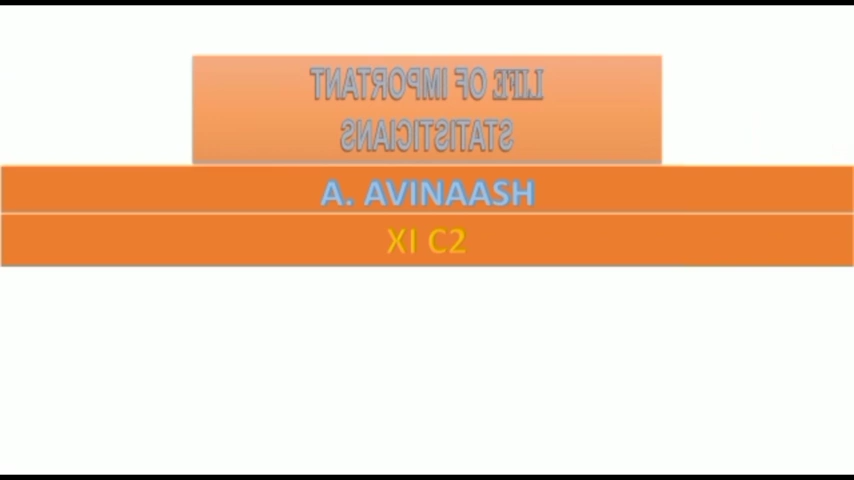 LIFE OF IMPORTANT
STATISTICIANS
A. AVINAASH
XI C2